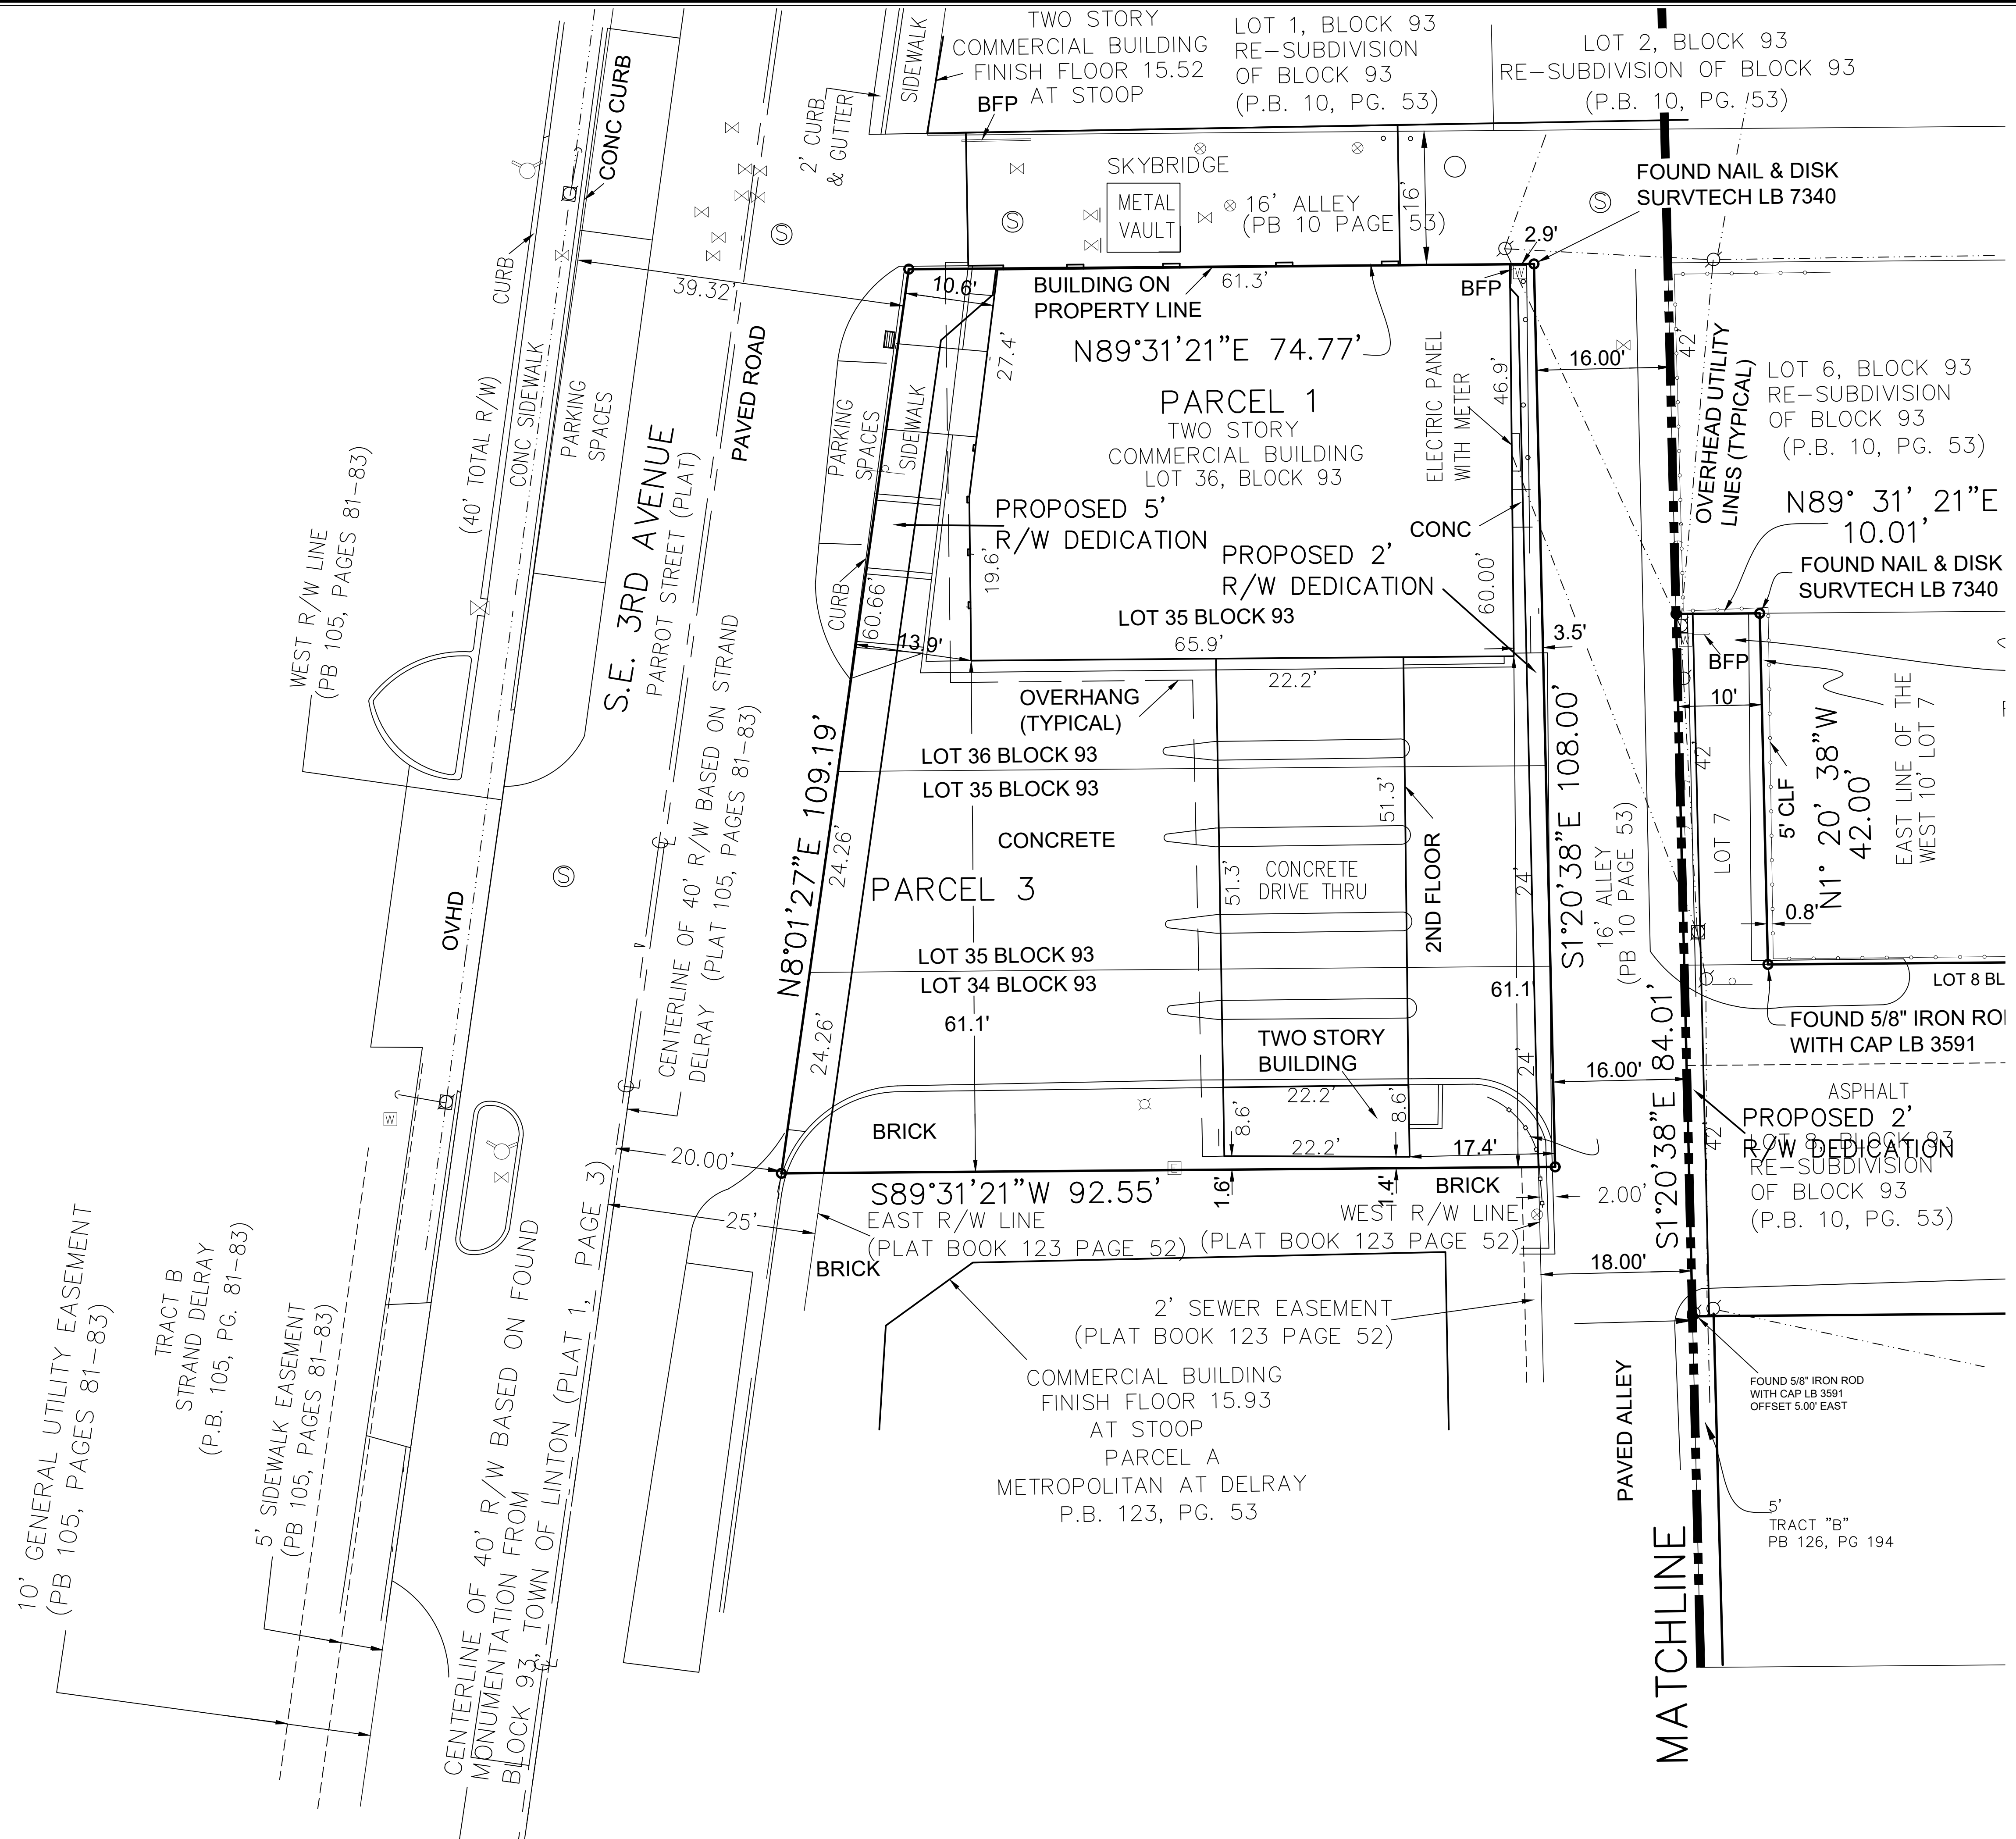 TWO STORY
COMMERCIAL BUILDING
FINISH FLOOR 15.52
AT STOOP
BFP
LOT 1, BLOCK 93
RE-SUBDIVISION
OF BLOCK 93
(P.B. 10, PG. 53)
LOT 2, BLOCK 93
RE-SUBDIVISION OF BLOCK 93
(P.B. 10, PG. 53)
SIDEWALK
2' CURB
& GUTTER
CONC CURB
CURB
SKYBRIDGE
METAL
VAULT
16' ALLEY
(PB 10 PAGE 53)
16'
S
S
S
FOUND NAIL & DISK
SURVTECH LB 7340
2.9'
W
BFP
39.32'
10.6'
BUILDING ON
PROPERTY LINE
61.3'
N89°31'21"E 74.77'
27.4'
PARCEL 1
TWO STORY
COMMERCIAL BUILDING
LOT 36, BLOCK 93
ELECTRIC PANEL
WITH METER
46.9'
16.00'
42'
OVERHEAD UTILITY
LINES (TYPICAL)
LOT 6, BLOCK 93
RE-SUBDIVISION
OF BLOCK 93
(P.B. 10, PG. 53)
N89° 31' 21"E
10.01'
FOUND NAIL & DISK
SURVTECH LB 7340
(40' TOTAL R/W)
CONC SIDEWALK
PARKING
SPACES
PAVED ROAD
S.E. 3RD AVENUE
PARROT STREET (PLAT)
PARKING
SPACES
SIDEWALK
CURB
60.66'
PROPOSED 5'
R/W DEDICATION
CONC
PROPOSED 2'
R/W DEDICATION
19.6'
60.00'
LOT 35 BLOCK 93
65.9'
13.9'
3.5'
22.2'
OVERHANG
(TYPICAL)
WEST R/W LINE
(PB 105, PAGES 81-83)
CENTERLINE OF 40' R/W BASED ON STRAND
DELRAY (PLAT 105, PAGES 81-83)
W
BFP
10'
42'
LOT 7
5' CLF
N1° 20' 38"W
42.00'
EAST LINE OF THE
WEST 10' LOT 7
0.8'
LOT 36 BLOCK 93
LOT 35 BLOCK 93
N8°01'27"E 109.19'
24.26'
CONCRETE
PARCEL 3
51.3'
51.3'
CONCRETE
DRIVE THRU
2ND FLOOR
24'
S1°20'38"E 108.00'
16' ALLEY
(PB 10 PAGE 53)
S
OVHD
LOT 35 BLOCK 93
LOT 34 BLOCK 93
61.1'
61.1'
24.26'
24'
LOT 8 BL
FOUND 5/8" IRON RO
WITH CAP LB 3591
TWO STORY
BUILDING
16.00'
S1°20'38"E 84.01'
42'
ASPHALT
PROPOSED 2'
R/W DEDICATION
LOT 8, BLOCK 93
RE-SUBDIVISION
OF BLOCK 93
(P.B. 10, PG. 53)
W
22.2'
8.6'
8.6'
BRICK
20.00'
22.2'
17.4'
E
S89°31'21"W 92.55'
1.6'
1.4'
BRICK
2.00'
25'
EAST R/W LINE
(PLAT BOOK 123 PAGE 52)
WEST R/W LINE
(PLAT BOOK 123 PAGE 52)
BRICK
18.00'
2' SEWER EASEMENT
(PLAT BOOK 123 PAGE 52)
COMMERCIAL BUILDING
FINISH FLOOR 15.93
AT STOOP
PARCEL A
METROPOLITAN AT DELRAY
P.B. 123, PG. 53
10' GENERAL UTILITY EASEMENT
(PB 105, PAGES 81-83)
TRACT B
STRAND DELRAY
(P.B. 105, PG. 81-83)
5' SIDEWALK EASEMENT
(PB 105, PAGES 81-83)
CENTERLINE OF 40' R/W BASED ON FOUND
MONUMENTATION FROM
BLOCK 93, TOWN OF LINTON (PLAT 1, PAGE 3)
PAVED ALLEY
FOUND 5/8" IRON ROD
WITH CAP LB 3591
OFFSET 5.00' EAST
5'
TRACT "B"
PB 126, PG 194
MATCHLINE